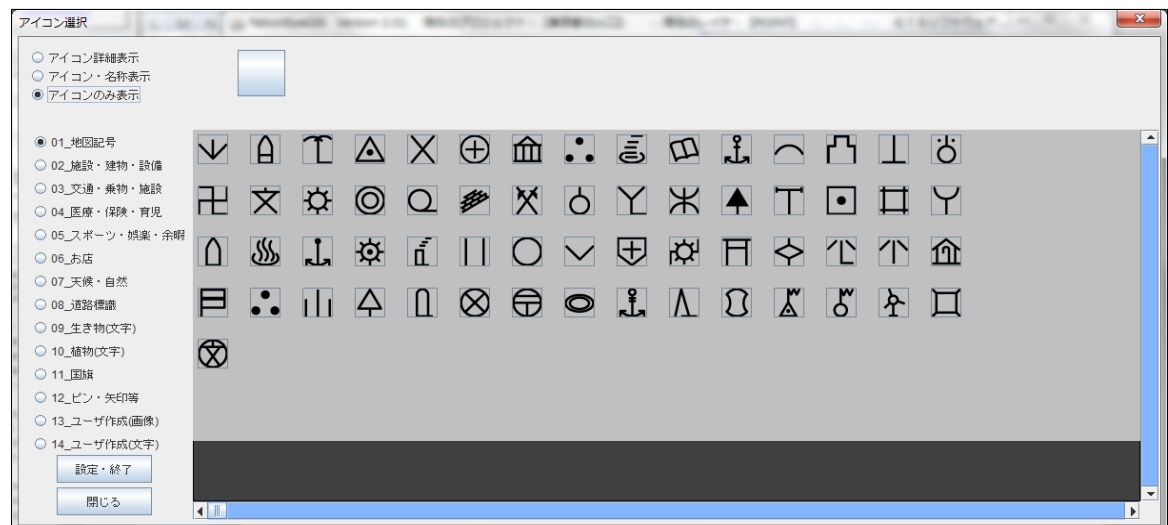 アイコン選択
アイコン詳細表示
アイコン・名称表示
アイコンのみ表示
01_地図記号
02_施設・建物・設備
03_交通・乗物・施設
04_医療・保険・育児
05_スポーツ・娯楽・余暇
06_お店
07_天候・自然
08_道路標識
09_生き物(文字)
10_植物(文字)
11_国旗
12_ピン・矢印等
13_ユーザ作成(画像)
14_ユーザ作成(文字)
設定・終了
閉じる